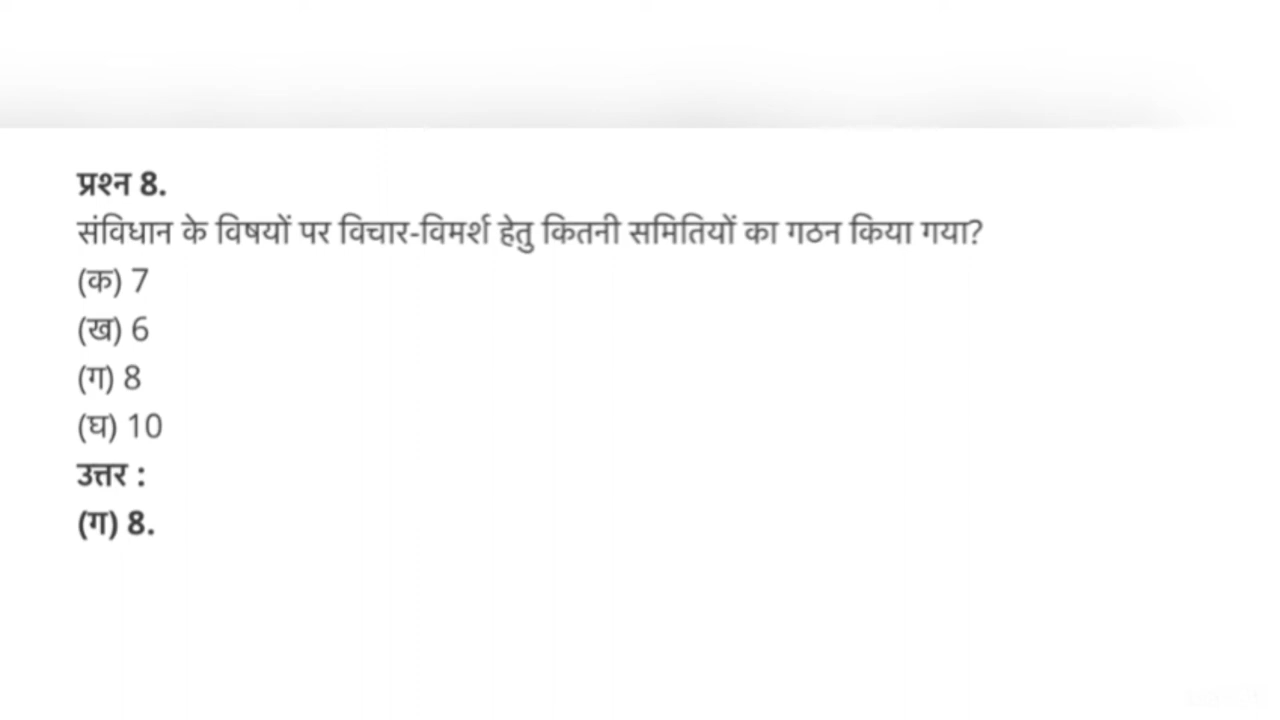 प्रश्न 8.
संविधान के विषयों पर विचार-विमर्श हेतु कितनी समितियों का गठन किया गया?
(क) 7
(ख) 6
(ग) 8
(घ) 10
उत्तर :
(ग) 8.